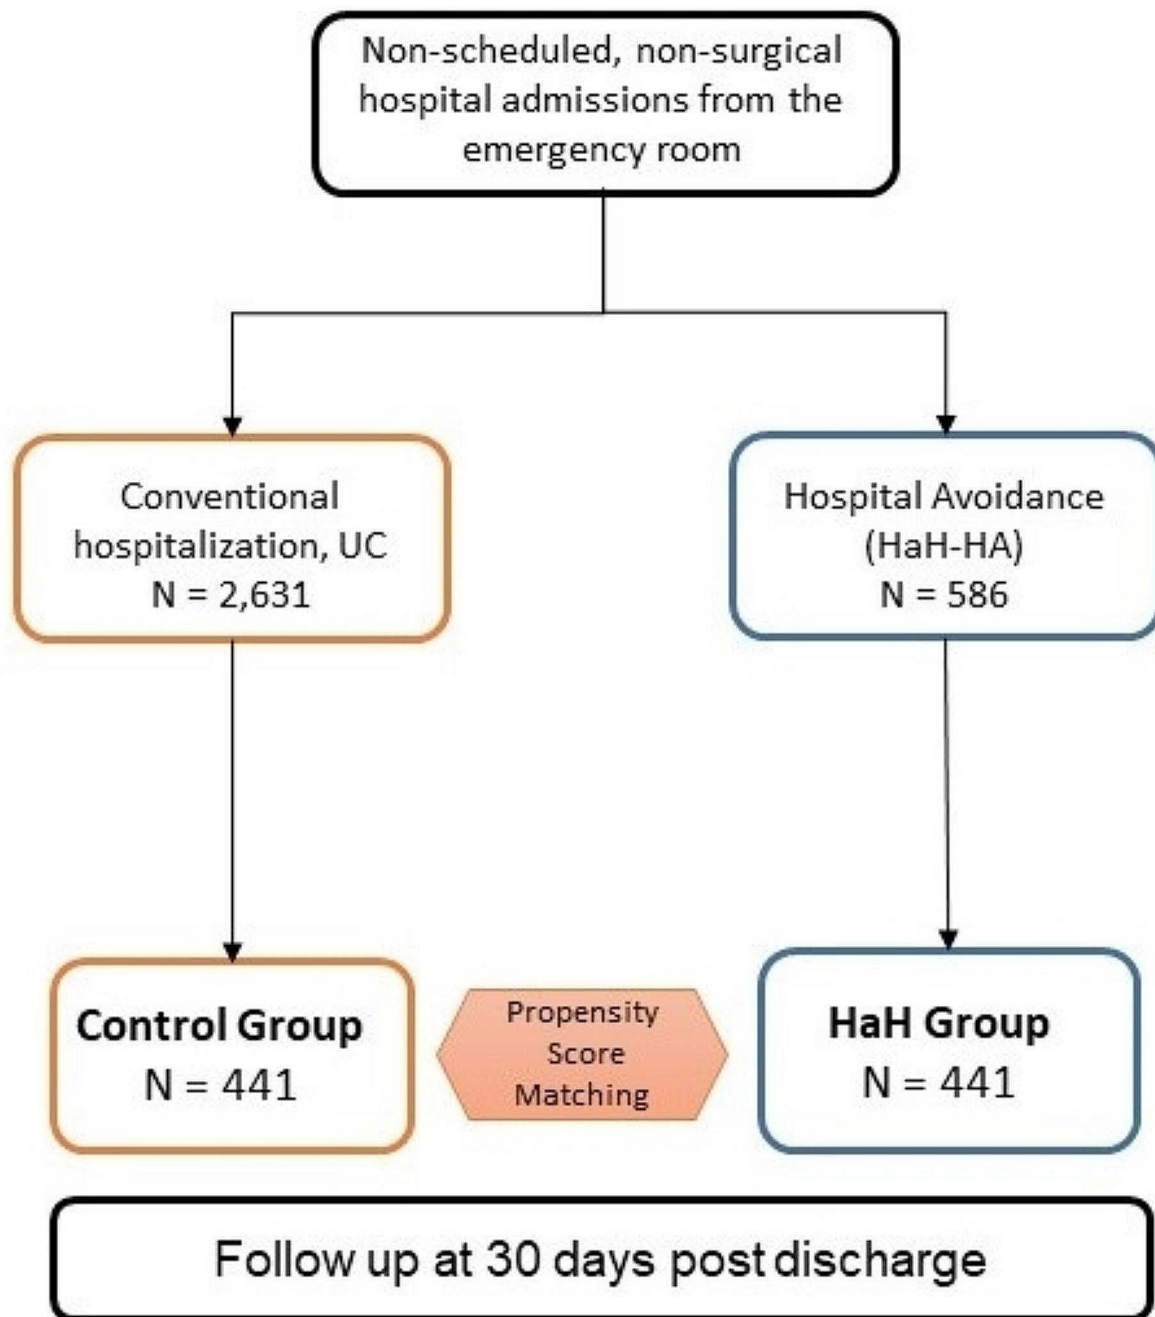 Non-scheduled, non-surgical
hospital admissions from the
emergency room
Conventional
hospitalization, UC
N = 2,631
Hospital Avoidance
(HaH-HA)
N = 586
Control Group
N = 441
Propensity
Score
Matching
HaH Group
N = 441
Follow up at 30 days post discharge